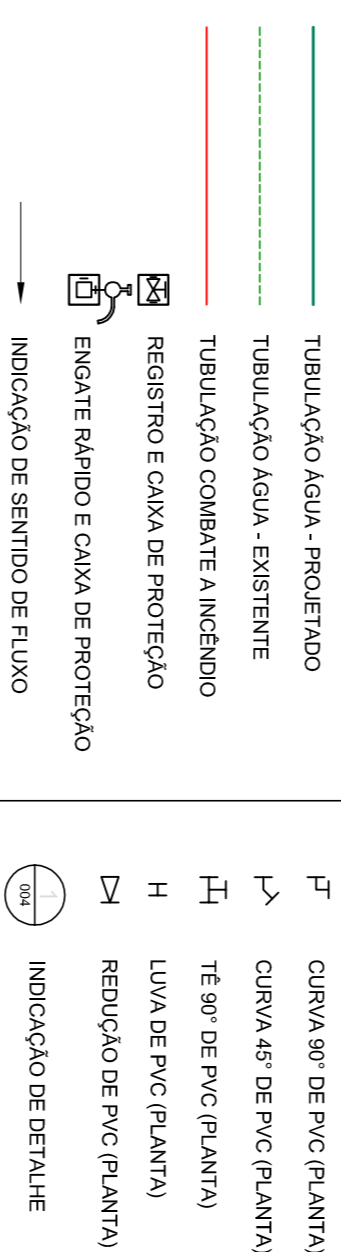 TUBULAÇÃO ÁGUA - PROJETADO
TUBULAÇÃO ÁGUA - EXISTENTE
TUBULAÇÃO COMBATE A INCÊNDIO
REGISTRO E CAIXA DE PROTEÇÃO
ENGATE RÁPIDO E CAIXA DE PROTEÇÃO
INDICAÇÃO DE SENTIDO DE FLUXO
CURVA 90° DE PVC (PLANTA)
CURVA 45° DE PVC (PLANTA)
TÊ 90° DE PVC (PLANTA)
LUVA DE PVC (PLANTA)
REDUÇÃO DE PVC (PLANTA)
1
004
INDICAÇÃO DE DETALHE